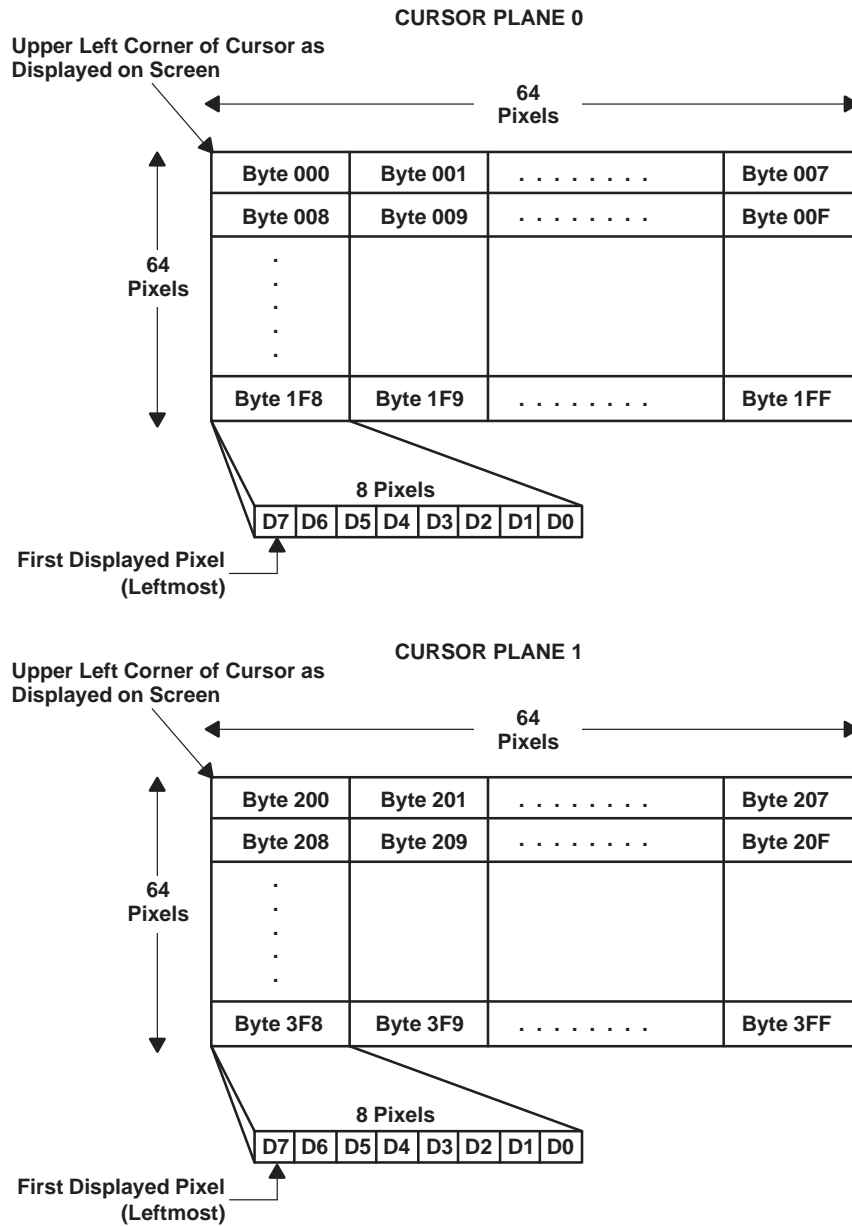 CURSOR PLANE 0
Upper Left Corner of Cursor as
Displayed on Screen
64
Pixels
Byte 000 Byte 001 . . . . . . . . Byte 007
Byte 008 Byte 009 . . . . . . . . Byte 00F
64
Pixels
Byte 1F8 Byte 1F9 . . . . . . . . Byte 1FF
8 Pixels
D7 D6 D5 D4 D3 D2 D1 D0
First Displayed Pixel
(Leftmost)
CURSOR PLANE 1
Upper Left Corner of Cursor as
Displayed on Screen
64
Pixels
Byte 200 Byte 201 . . . . . . . . Byte 207
Byte 208 Byte 209 . . . . . . . . Byte 20F
64
Pixels
Byte 3F8 Byte 3F9 . . . . . . . . Byte 3FF
8 Pixels
D7 D6 D5 D4 D3 D2 D1 D0
First Displayed Pixel
(Leftmost)